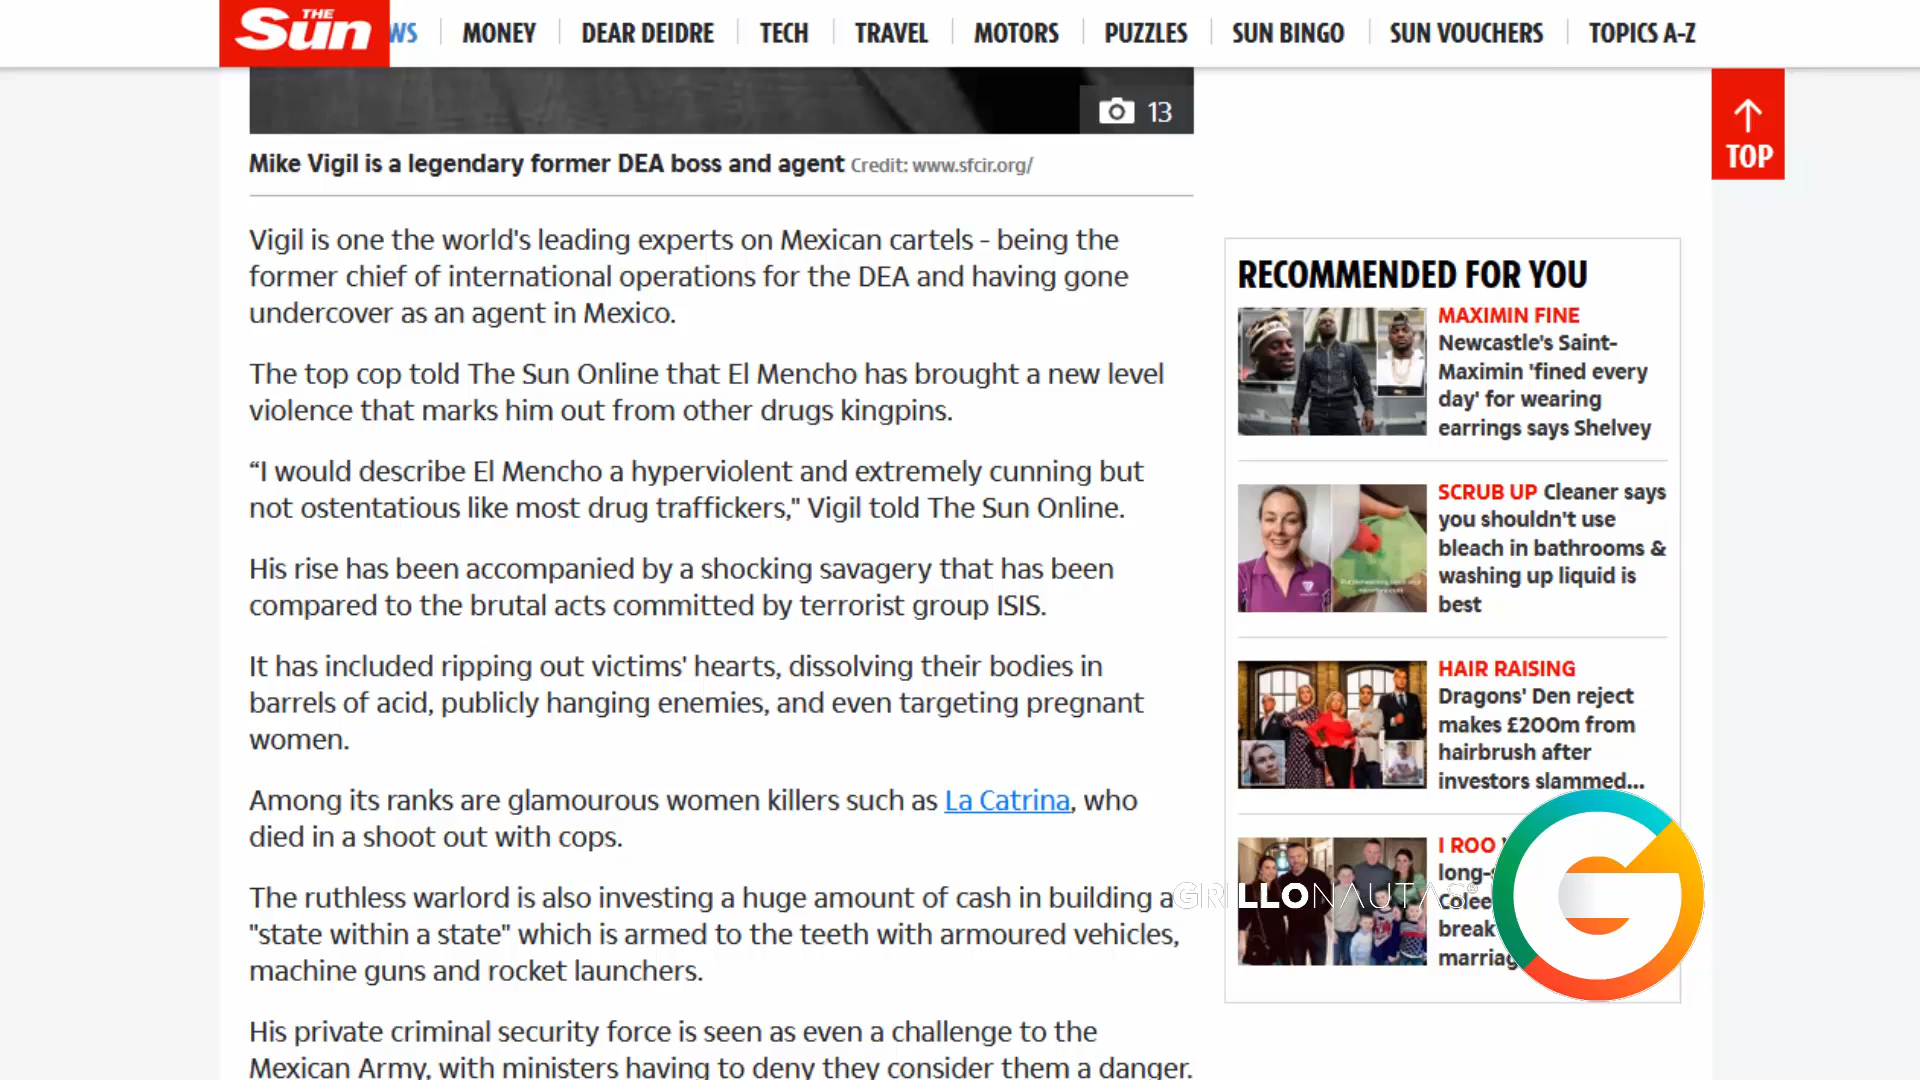 THE Sun
WS MONEY DEAR DEIDRE TECH TRAVEL MOTORS PUZZLES SUN BINGO SUN VOUCHERS TOPICS A-Z
13
TOP
Mike Vigil is a legendary former DEA boss and agent Credit: www.sfcir.org/
Vigil is one the world's leading experts on Mexican cartels - being the
former chief of international operations for the DEA and having gone
undercover as an agent in Mexico.
The top cop told The Sun Online that El Mencho has brought a new level
violence that marks him out from other drugs kingpins.
“I would describe El Mencho a hyperviolent and extremely cunning but
not ostentatious like most drug traffickers," Vigil told The Sun Online.
His rise has been accompanied by a shocking savagery that has been
compared to the brutal acts committed by terrorist group ISIS.
It has included ripping out victims' hearts, dissolving their bodies in
barrels of acid, publicly hanging enemies, and even targeting pregnant
women.
Among its ranks are glamourous women killers such as La Catrina, who
died in a shoot out with cops.
The ruthless warlord is also investing a huge amount of cash in building a
"state within a state" which is armed to the teeth with armoured vehicles,
machine guns and rocket launchers.
His private criminal security force is seen as even a challenge to the
Mexican Army, with ministers having to deny they consider them a danger.
RECOMMENDED FOR YOU
MAXIMIN FINE
Newcastle's Saint-
Maximin 'fined every
day' for wearing
earrings says Shelvey
SCRUB UP Cleaner says
you shouldn't use
bleach in bathrooms &
washing up liquid is
best
HAIR RAISING
Dragons' Den reject
makes £200m from
hairbrush after
investors slammed...
I ROO
long-
Colee
break
marriag
GRILLONAUTAS®
G